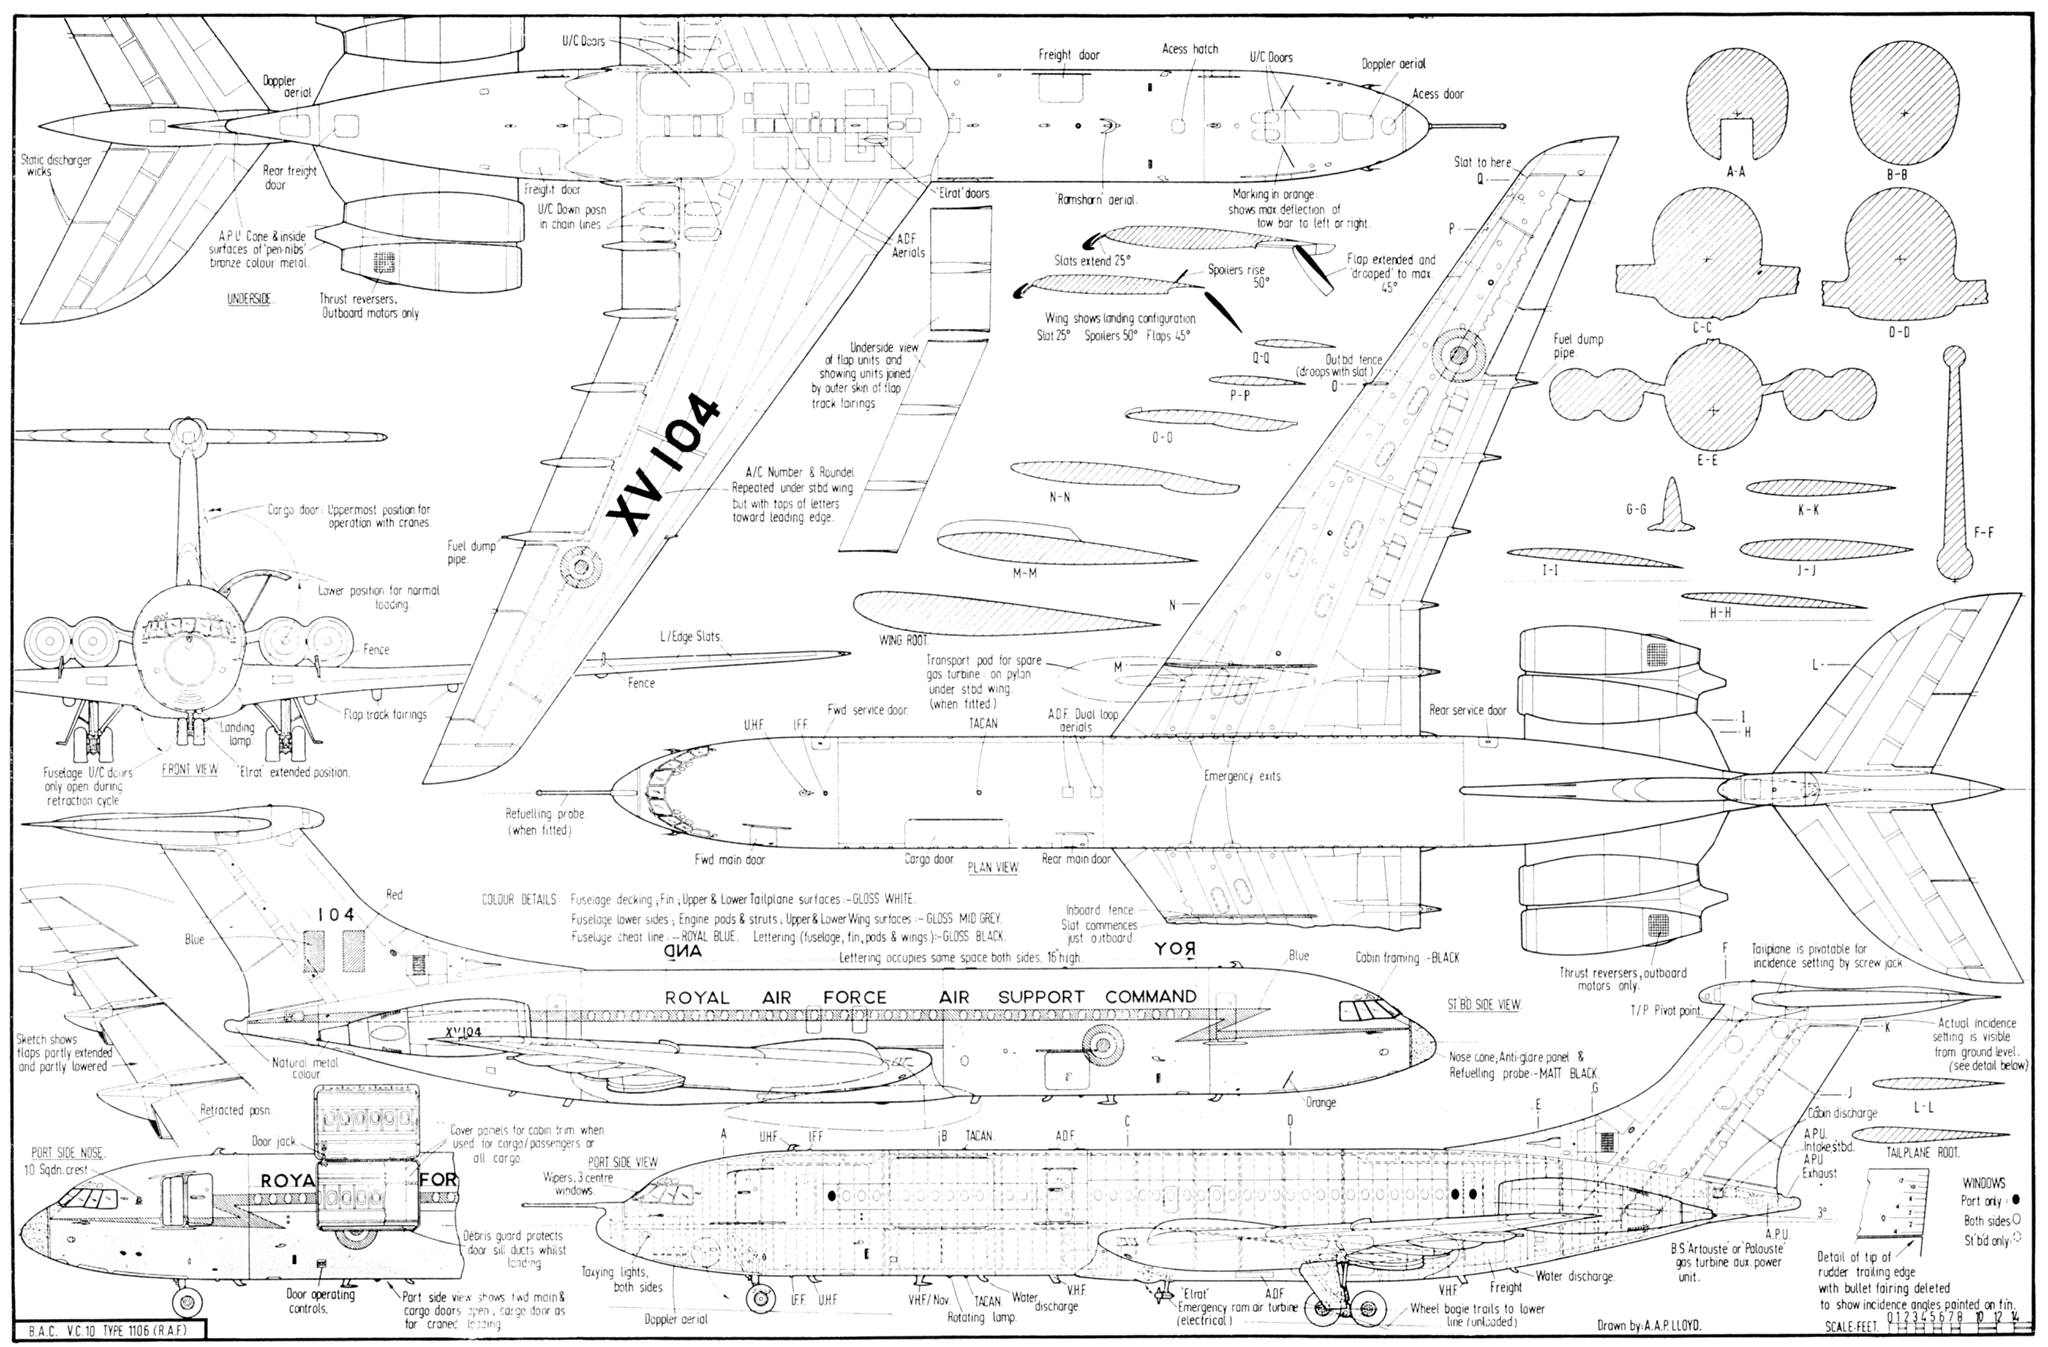 U/C Doors
Freight door
Acess hatch
U/C Doors
Doppler aerial
Acess door
Doppler
aerial
Static discharger
wicks
Rear freight
door
Freight door
U/C Down posn
in chain lines
A.P.U. Cone & inside
surfaces of 'pen-nibs'
bronze colour metal.
UNDERSIDE.
Thrust reversers,
Outboard motors only
A.D.F.
Aerials
'Elrat' doors
'Ramshorn' aerial.
Marking in orange:
shows max. deflection of
tow bar to left or right.
Slat to here.
Q
P
A-A
B-B
Slats extend 25°
Spoilers rise
50°
Flap extended and
'drooped' to max.
45°
Wing shows landing configuration
Slat 25° Spoilers 50° Flaps 45°
C-C
D-D
Underside view
of flap units and
showing units joined
by outer skin of flap
track fairings
Q-Q
Outbd fence
(droops with slat)
O
P-P
O-O
Fuel dump
pipe.
E-E
XV104
A/C Number & Roundel
Repeated under stbd wing
but with tops of letters
toward leading edge.
N-N
G-G
K-K
F-F
Cargo door: Uppermost position for
operation with cranes.
Fuel dump
pipe.
M-M
I-I
J-J
Lower position for normal
loading.
N
H-H
WING ROOT.
L/Edge Slats.
Fence
Fence
Flap track fairings
Landing
lamp.
Fuselage U/C doors
only open during
retraction cycle
FRONT VIEW
'Elrat' extended position.
Transport pod for spare
gas turbine: on pylon
under stbd wing.
(when fitted.)
M
L
I
H
U.H.F.
I.F.F.
Fwd service door.
TACAN
A.D.F. Dual loop
aerials
Rear service door
Emergency exits.
Refuelling probe.
(when fitted)
Fwd main door.
Cargo door.
Rear main door
PLAN VIEW
COLOUR DETAILS: Fuselage decking; Fin; Upper & Lower Tailplane surfaces:-GLOSS WHITE.
Fuselage lower sides; Engine pods & struts; Upper & Lower Wing surfaces:- GLOSS MID GREY.
Fuselage cheat line:-ROYAL BLUE. Lettering (fuselage, fin, pods & wings):-GLOSS BLACK.
Lettering occupies same space both sides. 16" high.
AND
ROY
Inboard fence.
Slat commences
just outboard.
Thrust reversers, outboard
motors only.
Red
104
Blue
Blue
Cabin framing -BLACK
F
Tailplane is pivotable for
incidence setting by screw jack
ROYAL AIR FORCE AIR SUPPORT COMMAND
XV104
ST'BD SIDE VIEW.
T/P Pivot point.
K
Actual incidence
setting is visible
from ground level.
(see detail below)
Sketch shows
flaps partly extended
and partly lowered
Natural metal
colour
Nose cone, Anti-glare panel &
Refuelling probe:-MATT BLACK.
Orange.
Retracted posn.
G
J
L-L
Door jack.
Cover panels for cabin trim when
used for cargo/passengers or
all cargo.
A
U.H.F.
I.F.F.
B
TACAN.
A.D.F.
C
D
E
Cabin discharge.
A.P.U.
Intake, stbd.
A.P.U
Exhaust
TAILPLANE ROOT.
PORT SIDE NOSE.
10 Sqdn. crest
ROYA
FOR
PORT SIDE VIEW
Wipers, 3 centre
windows.
WINDOWS
Port only:
Both sides:
St'b'd only:
3°
A.P.U.
Debris guard protects
door sill ducts whilst
loading
Door operating
controls.
Part side view shows fwd main &
cargo doors open; cargo door as
for craned loading
Taxying lights,
both sides
Doppler aerial
I.F.F.
U.H.F.
V.H.F/Nav.
TACAN.
Rotating lamp.
Water
discharge
V.H.F.
'Elrat'
Emergency ram air turbine
(electrical)
A.D.F.
V.H.F.
Freight
Water discharge.
B.S. 'Artouste' or 'Palouste'
gas turbine aux. power
unit.
Wheel bogie trails to lower
line (unloaded)
Detail of tip of
rudder trailing edge
with bullet fairing deleted
to show incidence angles painted on fin.
B.A.C. V.C.10 TYPE 1106 (R.A.F.)
Drawn by: A.A.P. LLOYD.
SCALE-FEET. 0 1 2 3 4 5 6 7 8 10 12 14